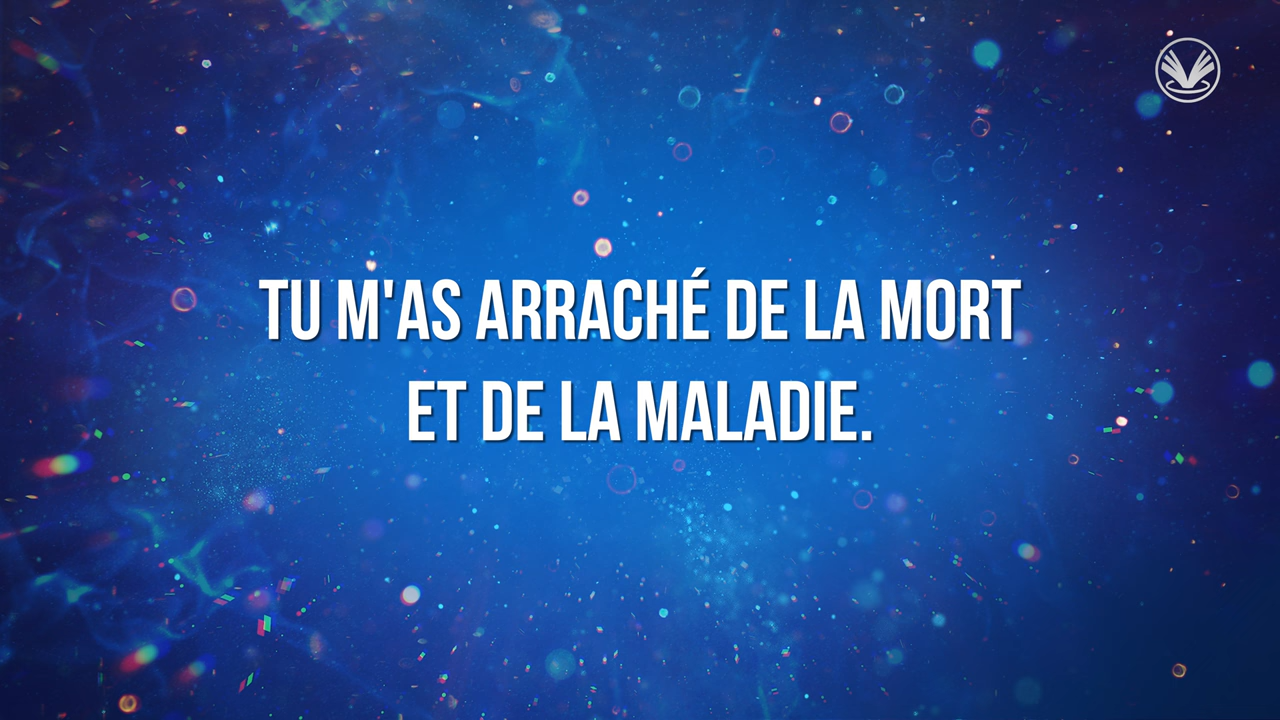 TU M'AS ARRACHÉ DE LA MORT
ET DE LA MALADIE.